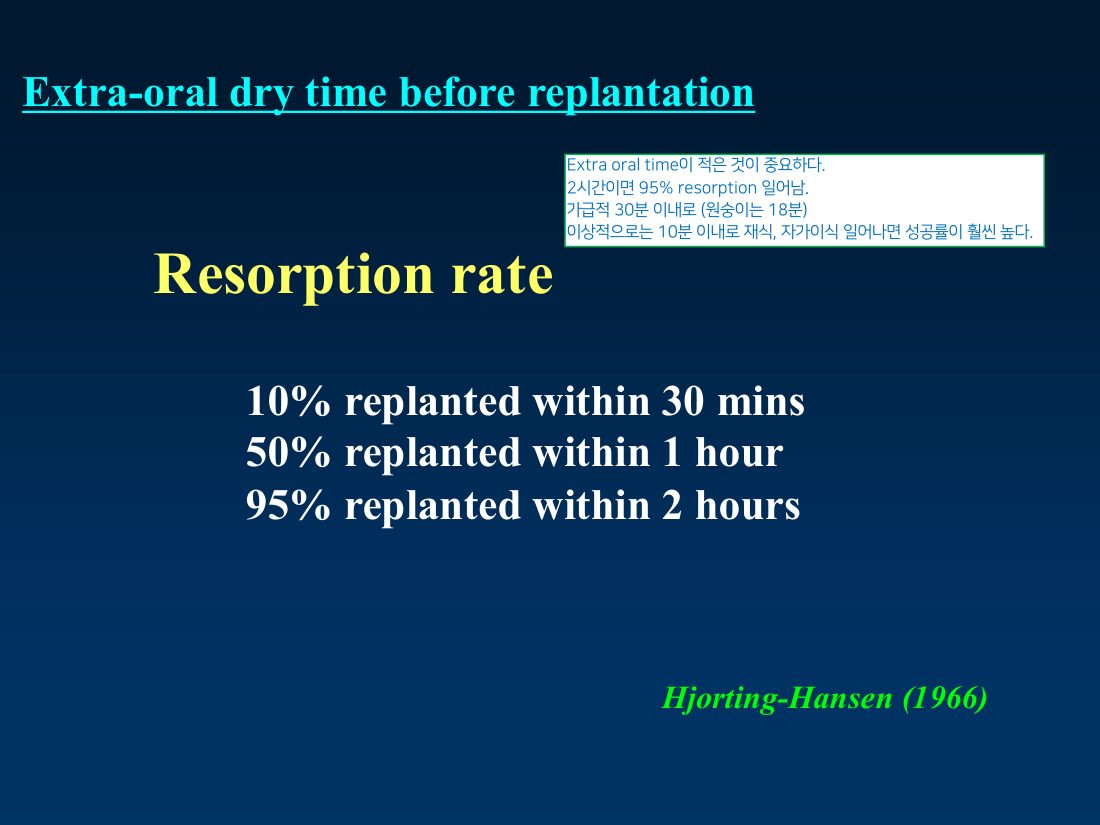 Extra-oral dry time before replantation
Extra oral time이 적은 것이 중요하다.
2시간이면 95% resorption 일어남.
가급적 30분 이내로 (원숭이는 18분)
이상적으로는 10분 이내로 재식, 자가이식 일어나면 성공률이 훨씬 높다.
Resorption rate
10% replanted within 30 mins
50% replanted within 1 hour
95% replanted within 2 hours
Hjorting-Hansen (1966)